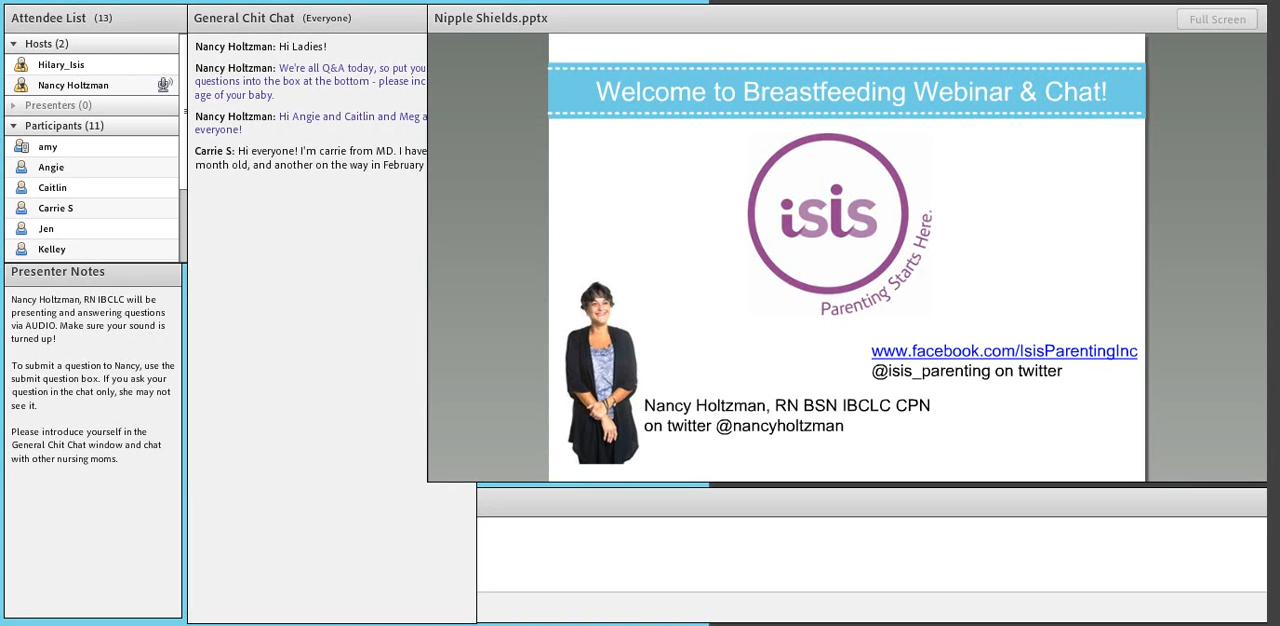 Attendee List (13)
Hosts (2)
Hilary_Isis
Nancy Holtzman
Presenters (0)
Participants (11)
amy
Angie
Caitlin
Carrie S
Jen
Kelley
Presenter Notes
Nancy Holtzman, RN IBCLC will be
presenting and answering questions
via AUDIO. Make sure your sound is
turned up!
To submit a question to Nancy, use the
submit question box. If you ask your
question in the chat only, she may not
see it.
Please introduce yourself in the
General Chit Chat window and chat
with other nursing moms.
General Chit Chat (Everyone)
Nancy Holtzman: Hi Ladies!
Nancy Holtzman: We're all Q&A today, so put you
questions into the box at the bottom - please inc
age of your baby.
Nancy Holtzman: Hi Angie and Caitlin and Meg a
everyone!
Carrie S: Hi everyone! I'm carrie from MD. I have
month old, and another on the way in February
Nipple Shields.pptx
Full Screen
Welcome to Breastfeeding Webinar & Chat!
isis
Parenting Starts Here.
www.facebook.com/IsisParentingInc
@isis_parenting on twitter
Nancy Holtzman, RN BSN IBCLC CPN
on twitter @nancyholtzman